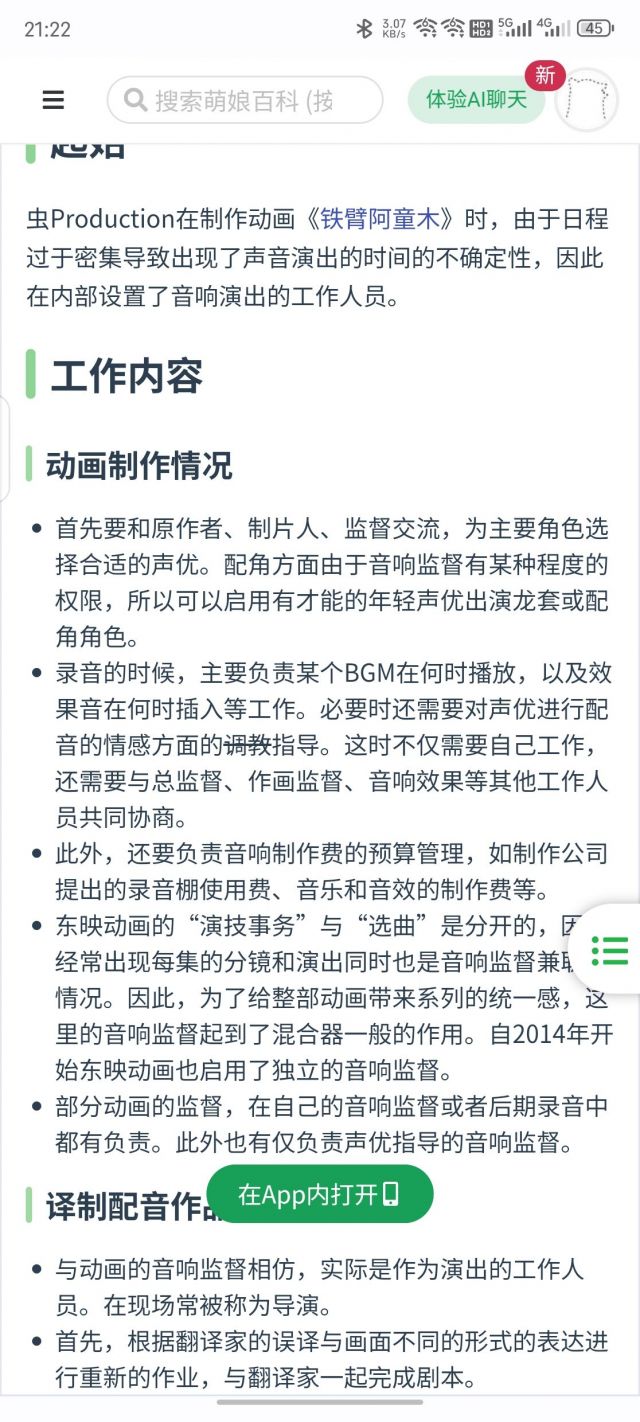 21:22
3.07 KB/s
HD1 HD2
5G
4G
45
搜索萌娘百科 (按
体验AI聊天
新
起始
虫Production在制作动画《铁臂阿童木》时，由于日程
过于密集导致出现了声音演出的时间的不确定性，因此
在内部设置了音响演出的工作人员。
工作内容
动画制作情况
首先要和原作者、制片人、监督交流，为主要角色选
择合适的声优。配角方面由于音响监督有某种程度的
权限，所以可以启用有才能的年轻声优出演龙套或配
角角色。
录音的时候，主要负责某个BGM在何时播放，以及效
果音在何时插入等工作。必要时还需要对声优进行配
音的情感方面的调教指导。这时不仅需要自己工作，
还需要与总监督、作画监督、音响效果等其他工作人
员共同协商。
此外，还要负责音响制作费的预算管理，如制作公司
提出的录音棚使用费、音乐和音效的制作费等。
东映动画的“演技事务”与“选曲”是分开的，因
经常出现每集的分镜和演出同时也是音响监督兼职
情况。因此，为了给整部动画带来系列的统一感，这
里的音响监督起到了混合器一般的作用。自2014年开
始东映动画也启用了独立的音响监督。
部分动画的监督，在自己的音响监督或者后期录音中
都有负责。此外也有仅负责声优指导的音响监督。
在App内打开
译制配音作品
与动画的音响监督相仿，实际是作为演出的工作人
员。在现场常被称为导演。
首先，根据翻译家的误译与画面不同的形式的表达进
行重新的作业，与翻译家一起完成剧本。